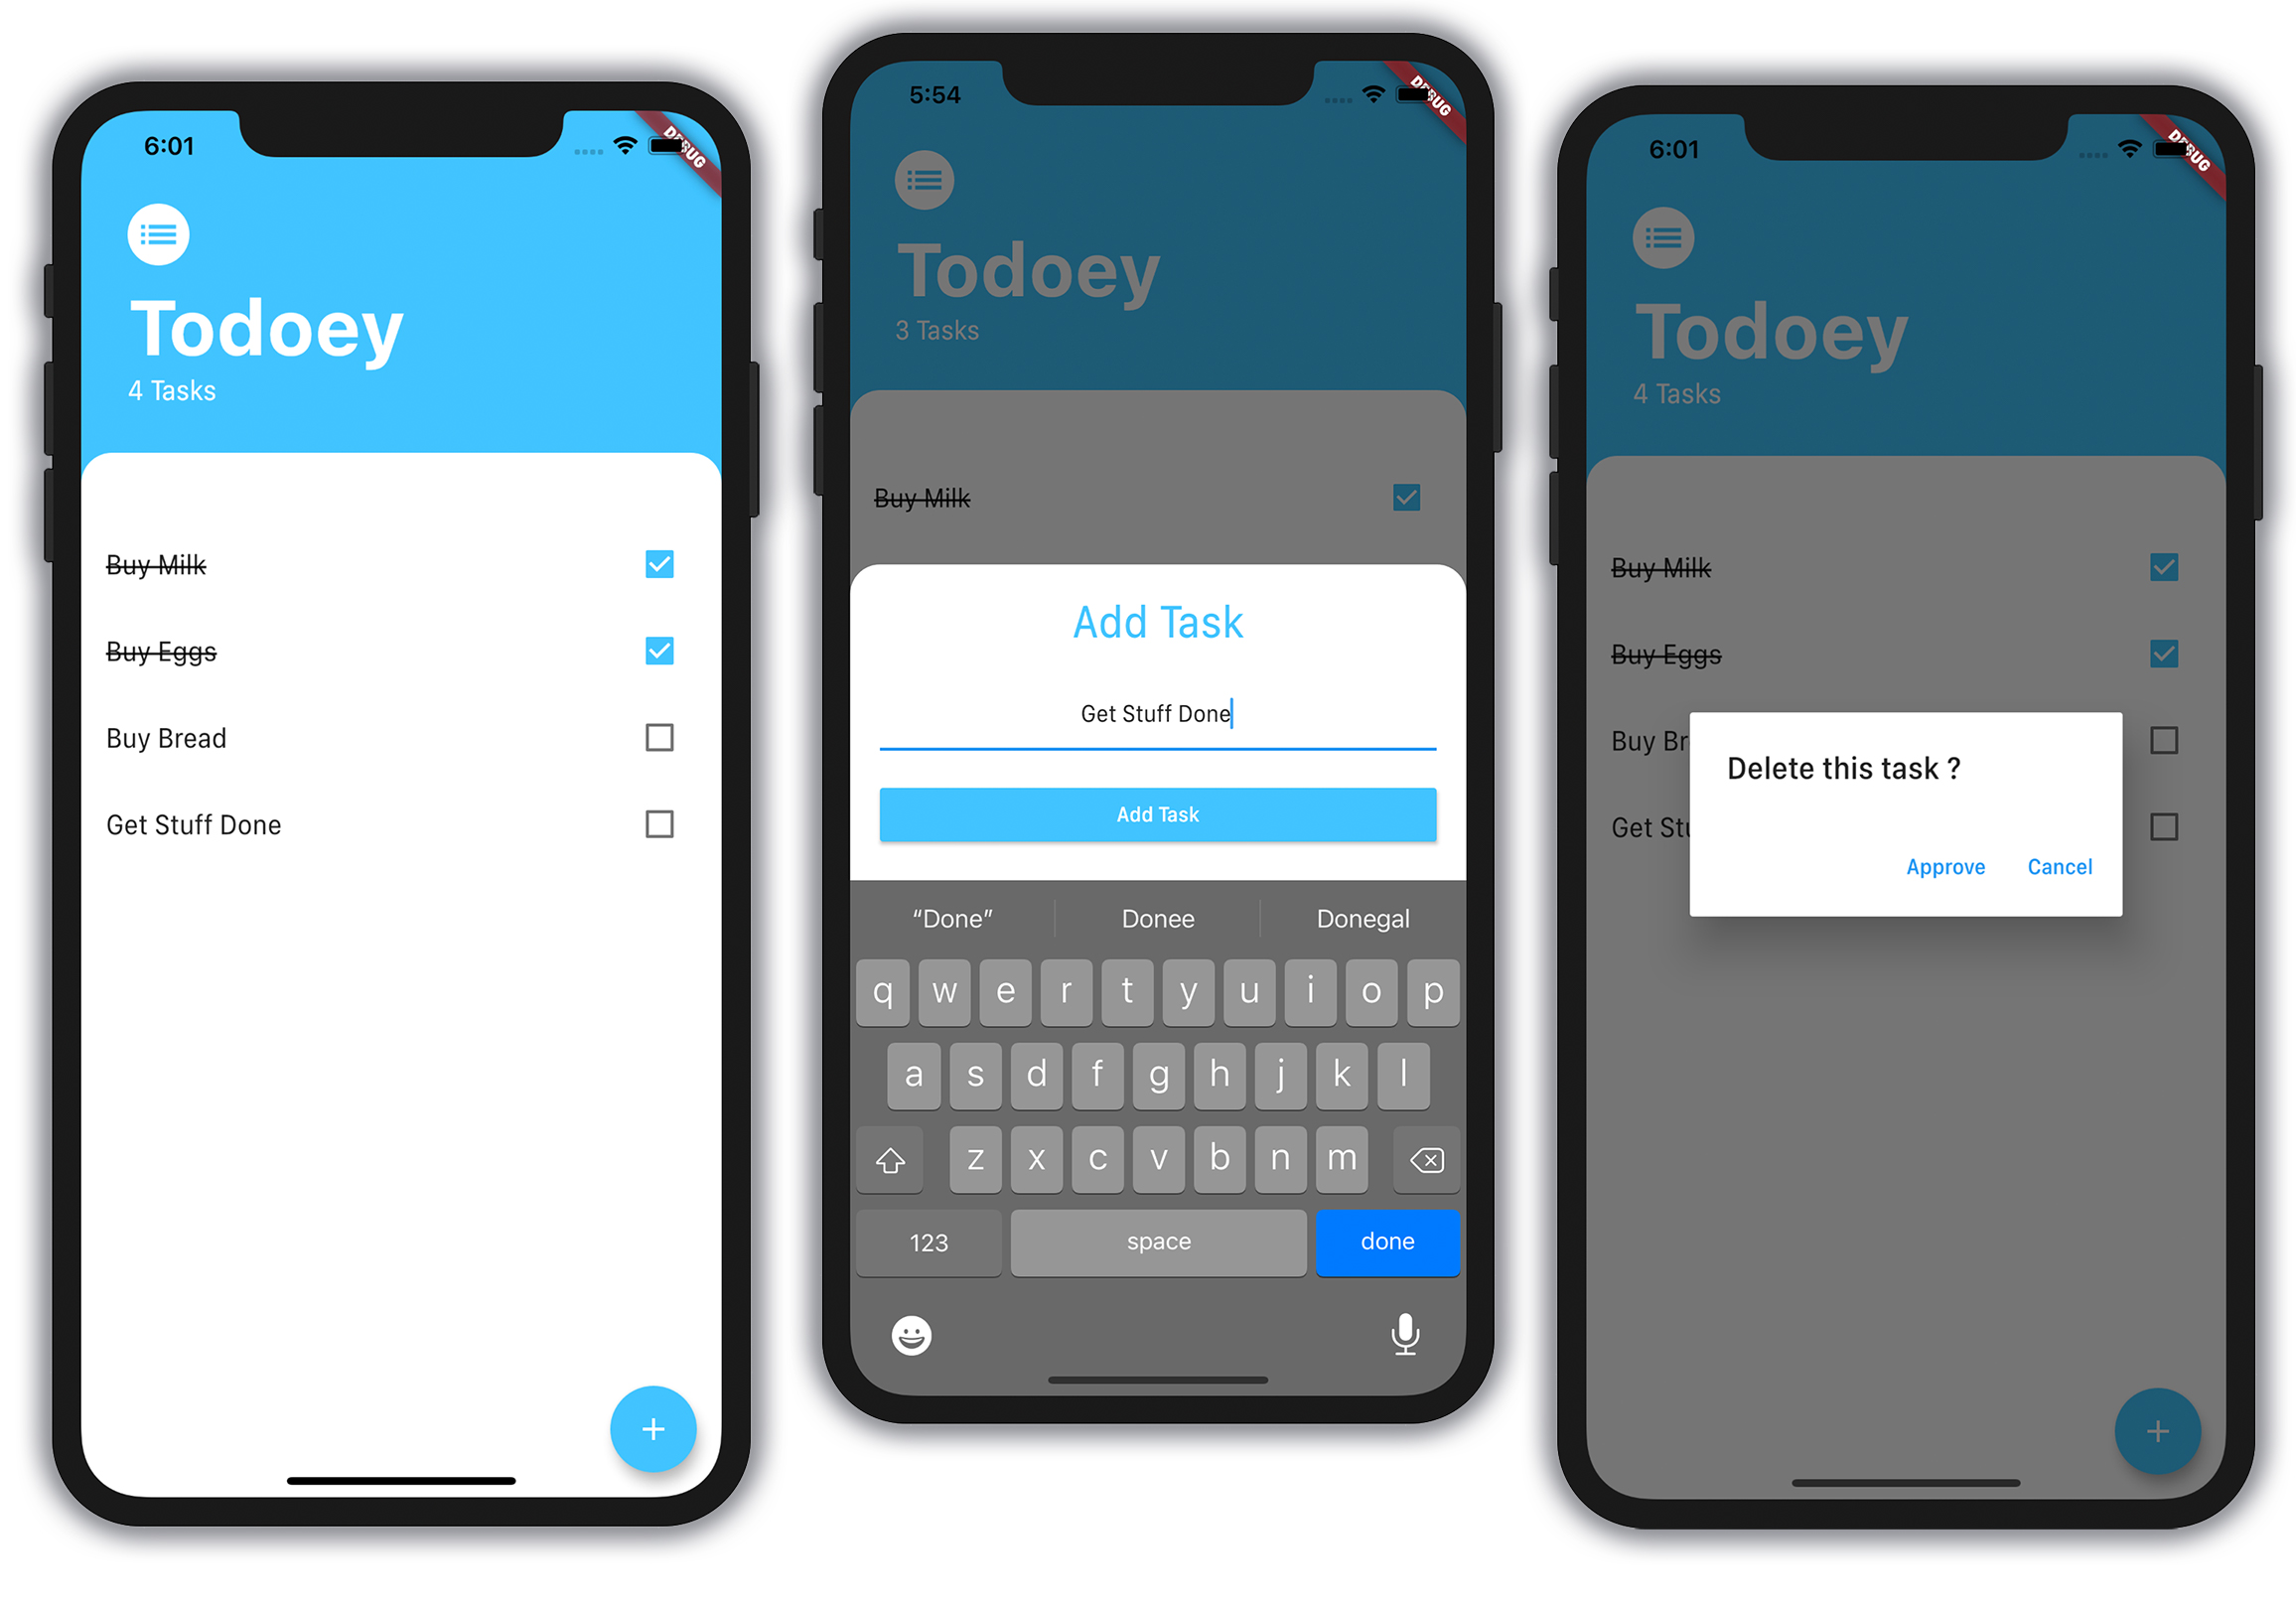 6:01
DEBUG
Todoey
4 Tasks
Buy Milk
Buy Eggs
Buy Bread
Get Stuff Done
+
5:54
DEBUG
Todoey
3 Tasks
Buy Milk
Add Task
Get Stuff Done
Add Task
“Done” Donee Donegal
q w e r t y u i o p
a s d f g h j k l
z x c v b n m
123 space done
6:01
DEBUG
Todoey
4 Tasks
Buy Milk
Buy Eggs
Buy Br
Delete this task ?
Get Stu
Approve Cancel
+